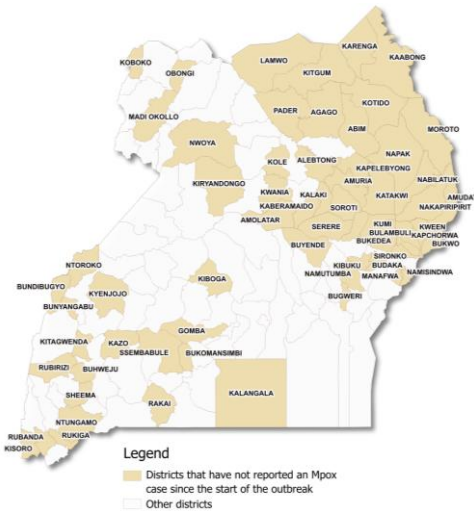 KARENGA
KAABONG
LAMWO
KITGUM
KOBOKO
OBONGI
PADER
AGAGO
KOTIDO
MADI OKOLLO
ABIM
MOROTO
NWOYA
KOLE
ALEBTONG
NAPAK
KAPELEBYONG
KIRYANDONGO
KWANIA
KALAKI
AMURIA
NABILATUK
KABERAMAIDO
KATAKWI
AMUDAT
SOROTI
NAKAPIRIPIRIT
AMOLATAR
SERERE
KUMI
KWEEN
BULAMBULI
KAPCHORWA
BUYENDE
BUKEDEA
BUKWO
NTOROKO
KIBUKU
SIRONKO
BUDAKA
NAMISINDWA
NAMUTUMBA
MANAFWA
BUNDIBUGYO
KYENJOJO
KIBOGA
BUGWERI
BUNYANGABU
GOMBA
KITAGWENDA
KAZO
SSEMBABULE
BUKOMANSIMBI
RUBIRIZI
BUHWEJU
KALANGALA
SHEEMA
RAKAI
NTUNGAMO
RUBANDA
RUKIGA
KISORO
Legend
Districts that have not reported an Mpox
case since the start of the outbreak
Other districts